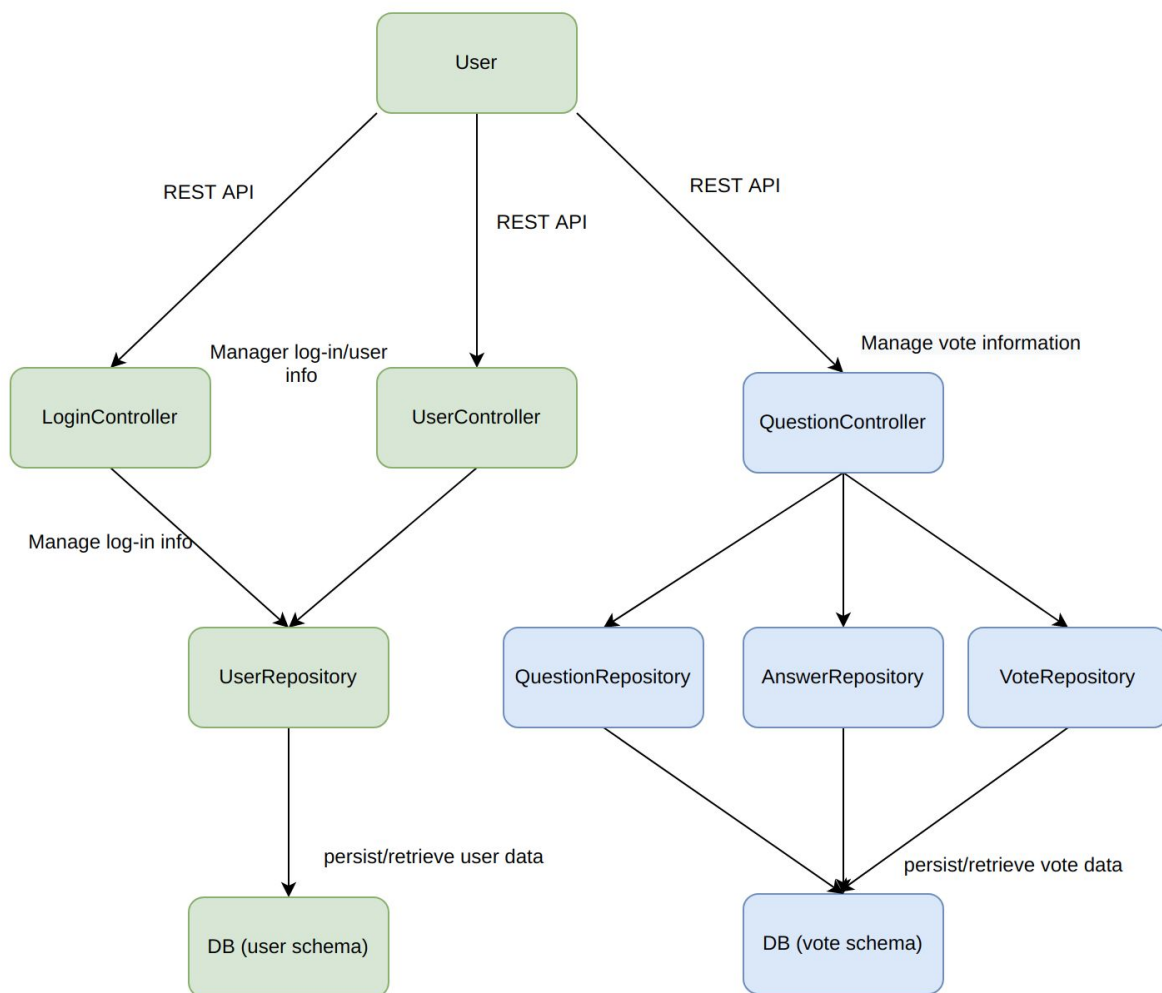 User
REST API
REST API
REST API
Manager log-in/user
info
Manage vote information
LoginController
UserController
QuestionController
Manage log-in info
UserRepository
QuestionRepository
AnswerRepository
VoteRepository
persist/retrieve user data
persist/retrieve vote data
DB (user schema)
DB (vote schema)